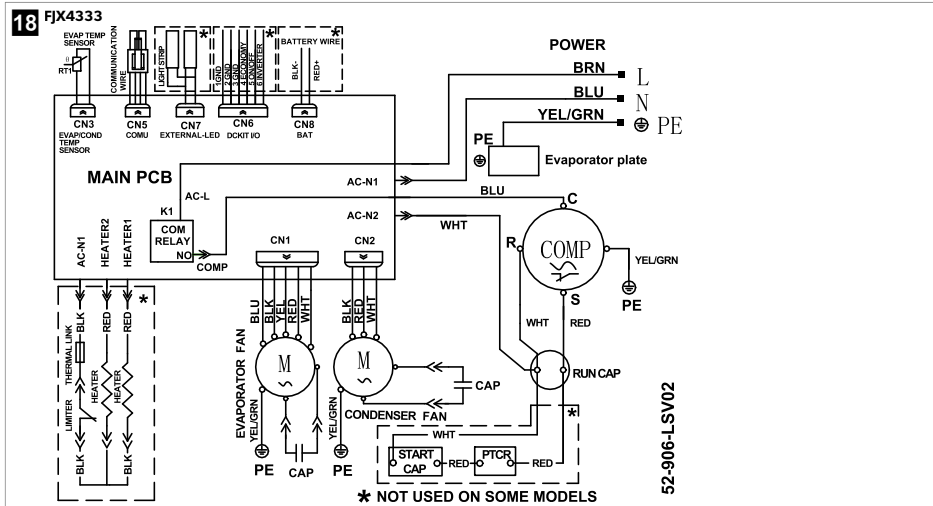 18 FJX4333
EVAP TEMP
SENSOR
θ
RT1
COMMUNICATION
WIRE
LIGHT STRIP
*
1GND
2 GND
3 GND
4 ECONOMY
5 ON/OFF
6 INVERTER
*
BATTERY WIRE
*
BLK-
RED+
POWER
BRN
L
BLU
N
YEL/GRN
PE
PE
Evaporator plate
CN3
EVAP/COND
TEMP
SENSOR
CN5
COMU
CN7
EXTERNAL-LED
CN6
DCKIT I/O
CN8
BAT
MAIN PCB
AC-N1
AC-L
BLU
AC-N2
WHT
K1
COM
RELAY
NO
COMP
C
R
COMP
S
YEL/GRN
PE
AC-N1
HEATER2
HEATER1
CN1
CN2
*
BLK
RED
RED
THERMAL LINK
LIMITER
HEATER
HEATER
BLK
RED
BLK
BLU
BLK
YEL
RED
WHT
BLK
RED
WHT
EVAPORATOR FAN
M
M
YEL/GRN
PE
CAP
YEL/GRN
PE
CONDENSER FAN
CAP
WHT
RED
RUN CAP
*
WHT
START
CAP
RED
PTCR
RED
* NOT USED ON SOME MODELS
52-906-LSV02